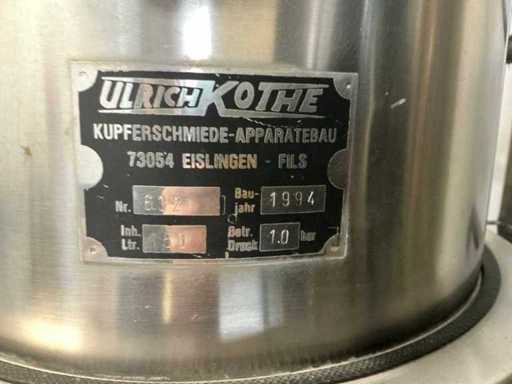 ULRICH KOTHE
KUPFERSCHMIEDE-APPARATEBAU
73054 EISLINGEN - FILS
Nr. Bau-jahr 1994
Inh. Ltr. Betr. Druck 1.0 bar